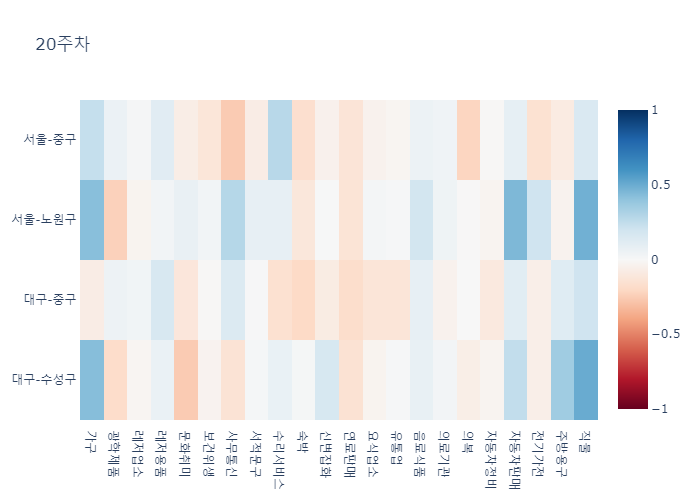 20주차
서울-중구
서울-노원구
대구-중구
대구-수성구
1
0.5
0
−0.5
−1
가구
광학제품
레저업소
레저용품
문화취미
보건위생
사무통신
서적문구
수리서비스
숙박
신변잡화
연료판매
요식업소
유통업
음료식품
의료기관
의복
자동차정비
자동차판매
전기가전
주방용구
직물